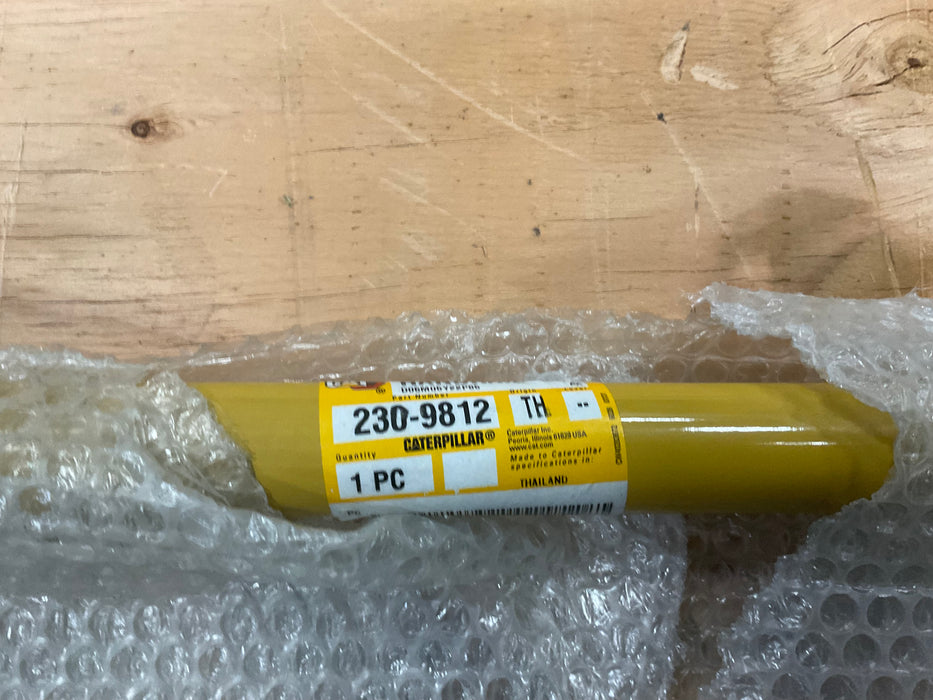 Part Number
Origin
230-9812
TH
--
CATERPILLAR®
Caterpillar Inc.
Peoria, Illinois 61629 USA
www.cat.com
Quantity
1 PC
Made to Caterpillar
specifications in:
THAILAND